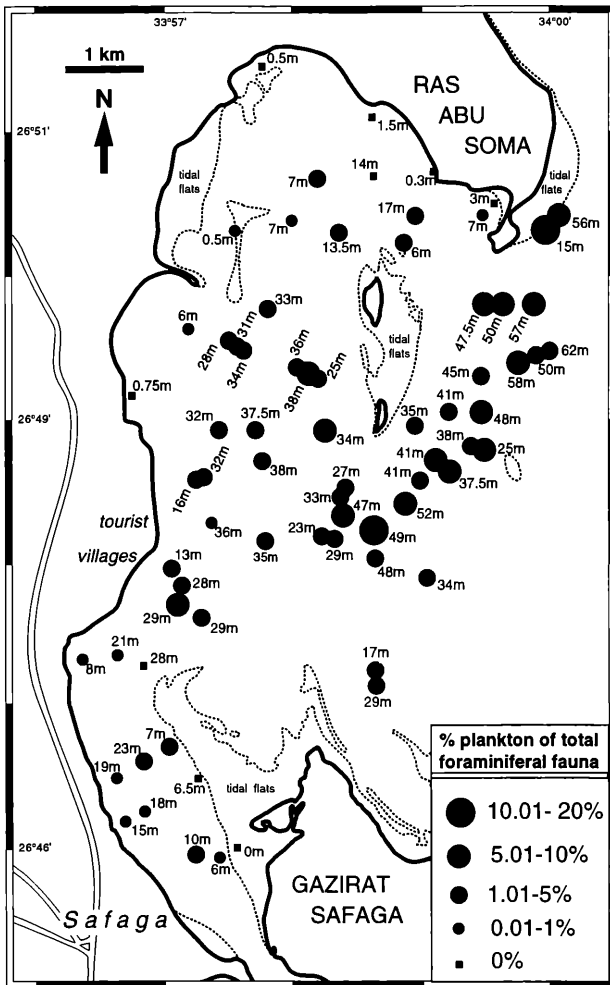 33°57'
34°00'
1 km
N
0.5m
RAS
ABU
SOMA
26°51'
1.5m
tidal
flats
14m
0.3m
7m
3m
tidal
flats
17m
7m
56m
0.5m
7m
13.5m
6m
15m
33m
6m
31m
28m
34m
36m
38m
25m
tidal
flats
47.5m
50m
57m
62m
50m
58m
45m
0.75m
41m
48m
32m
37.5m
34m
35m
26°49'
38m
25m
38m
41m
37.5m
32m
16m
27m
41m
33m
47m
52m
36m
23m
49m
tourist
villages
35m
29m
48m
13m
34m
28m
29m
29m
21m
8m
28m
17m
29m
7m
23m
19m
6.5m
tidal flats
18m
15m
10m
0m
6m
26°46'
GAZIRAT
SAFAGA
Safaga
% plankton of total
foraminiferal fauna
10.01- 20%
5.01-10%
1.01-5%
0.01-1%
0%